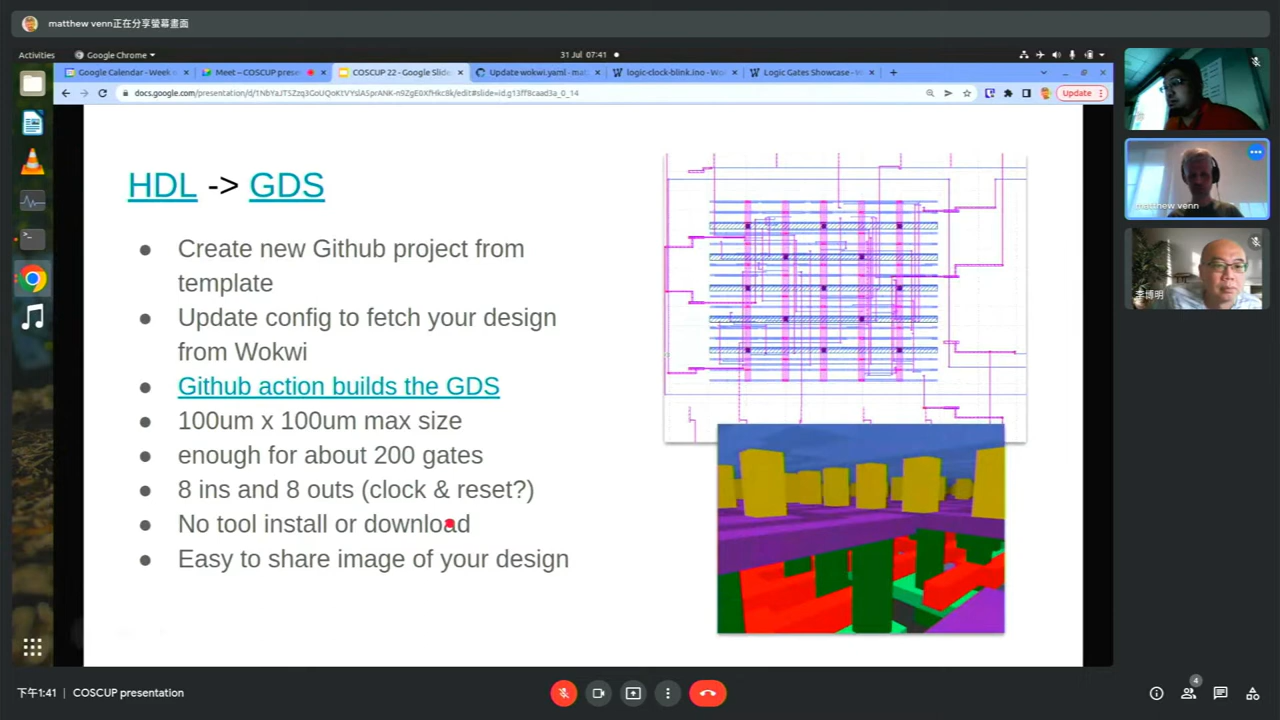 matthew venn正在分享螢幕畫面
Activities
Google Chrome
31 Jul 07:41
Google Calendar - Week
Meet – COSCUP prese
COSCUP 22 - Google Slid
Update wokwi.yaml - mat
logic-clock-blink.ino - Wo
Logic Gates Showcase - W
Update
HDL -> GDS
● Create new Github project from
template
● Update config to fetch your design
from Wokwi
● Github action builds the GDS
● 100um x 100um max size
● enough for about 200 gates
● 8 ins and 8 outs (clock & reset?)
● No tool install or download
● Easy to share image of your design
matthew venn
李博明
下午1:41 | COSCUP presentation
4